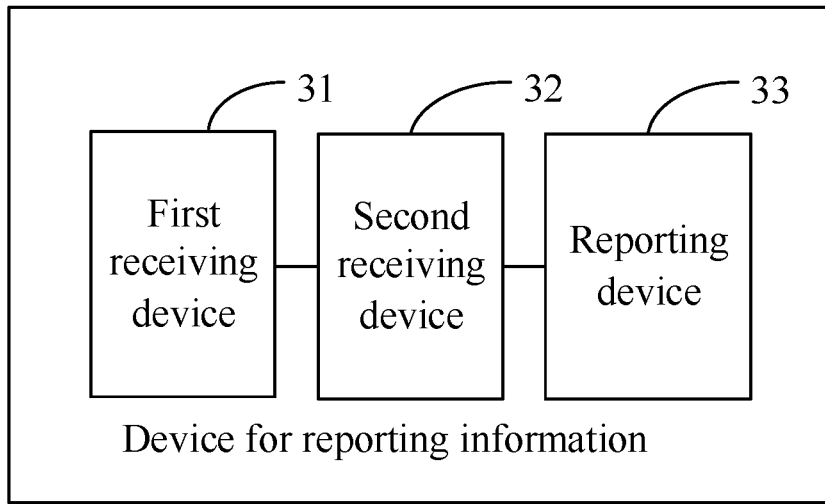 31
32
33
First
receiving
device
Second
receiving
device
Reporting
device
Device for reporting information